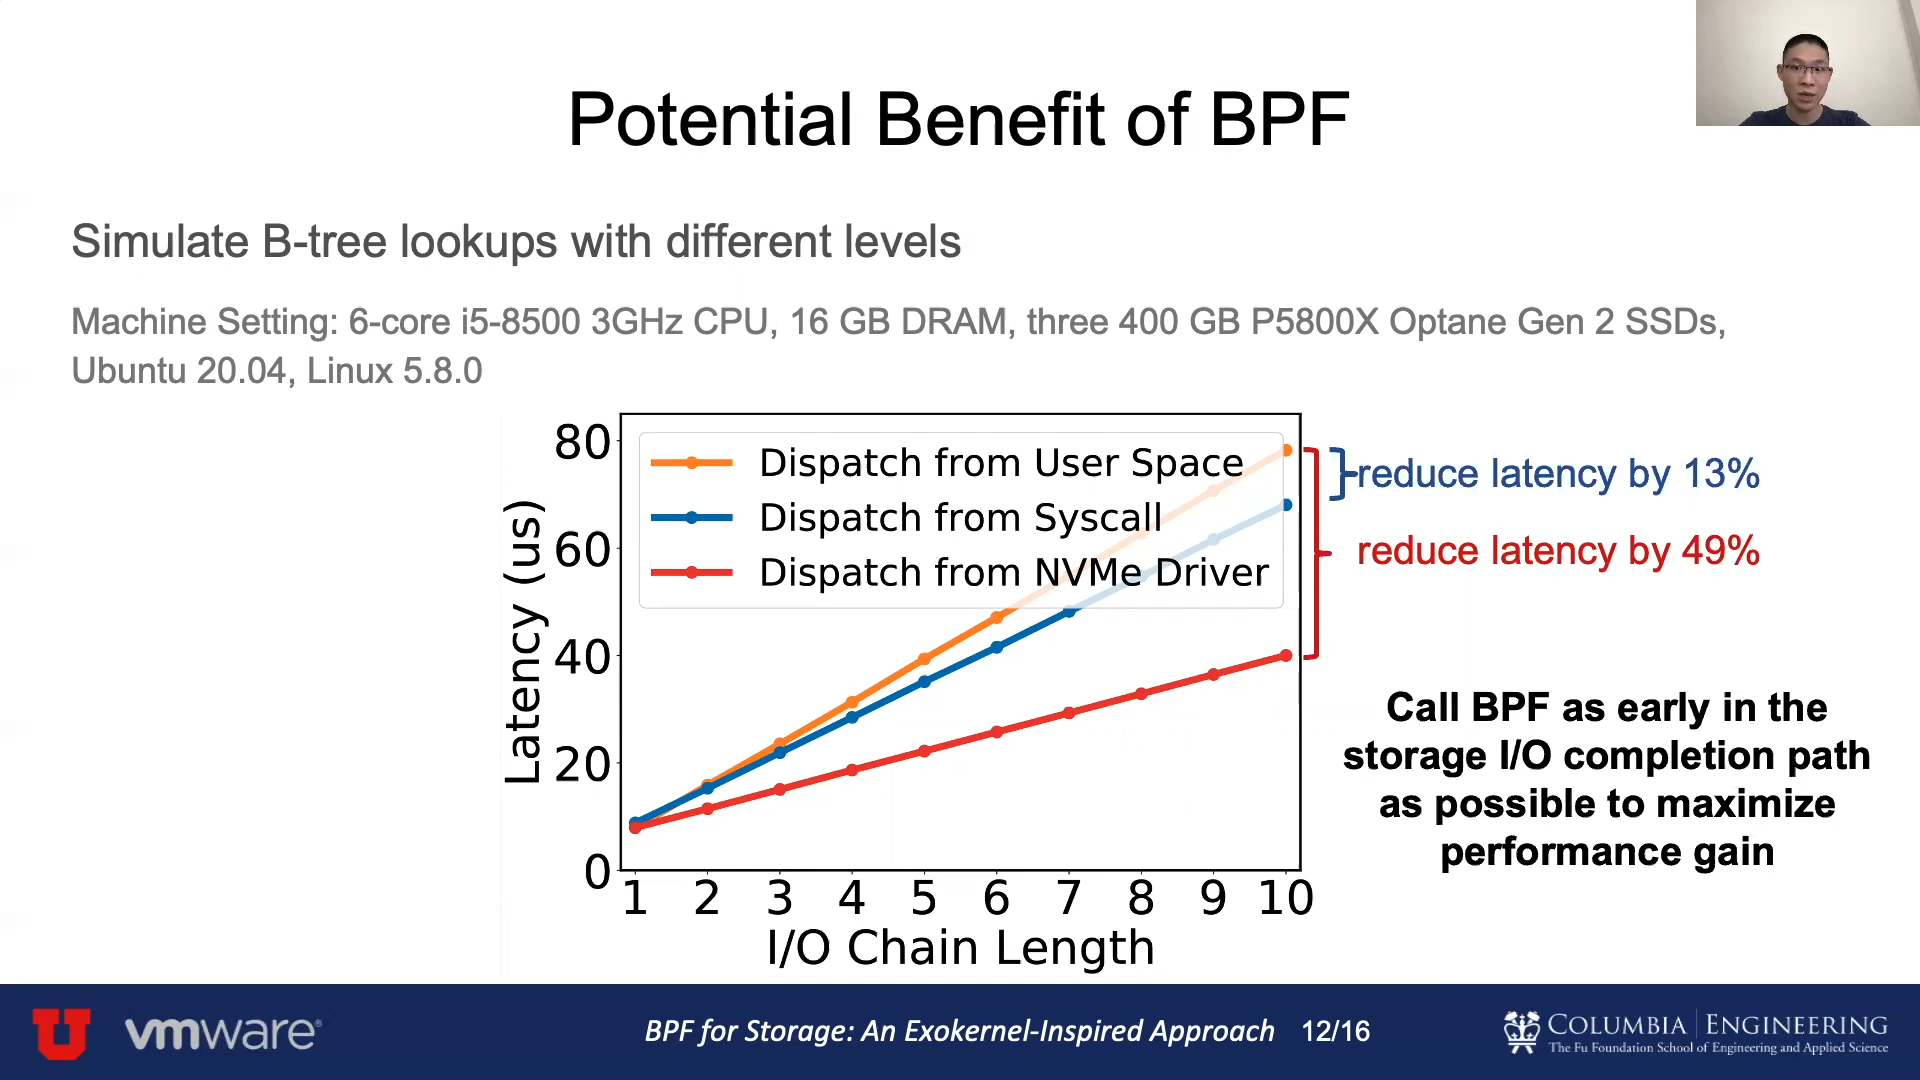 Potential Benefit of BPF
Simulate B-tree lookups with different levels
Machine Setting: 6-core i5-8500 3GHz CPU, 16 GB DRAM, three 400 GB P5800X Optane Gen 2 SSDs,
Ubuntu 20.04, Linux 5.8.0
Latency (us)
80
60
40
20
0
Dispatch from User Space
Dispatch from Syscall
Dispatch from NVMe Driver
1 2 3 4 5 6 7 8 9 10
I/O Chain Length
reduce latency by 13%
reduce latency by 49%
Call BPF as early in the
storage I/O completion path
as possible to maximize
performance gain
U
vmware®
BPF for Storage: An Exokernel-Inspired Approach 12/16
COLUMBIA | ENGINEERING
The Fu Foundation School of Engineering and Applied Science